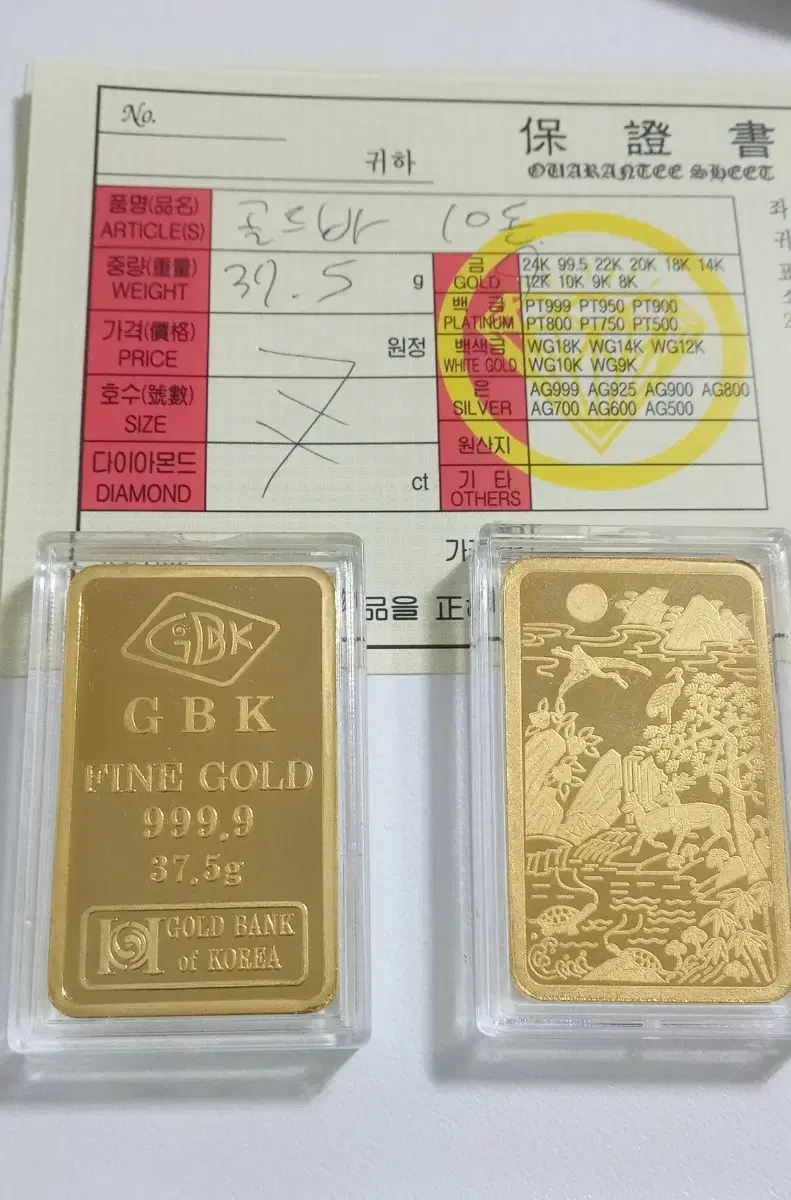 No.
귀하
保 證 書
GUARANTEE SHEET
품명(品名)
ARTICLE(S)
골드바 10돈
중량(重量)
WEIGHT
37.5 g
가격(價格)
PRICE
원정
호수(號數)
SIZE
다이아몬드
DIAMOND
ct
금
GOLD
24K 99.5 22K 20K 18K 14K
12K 10K 9K 8K
백 금
PLATINUM
PT999 PT950 PT900
PT800 PT750 PT500
백색금
WHITE GOLD
WG18K WG14K WG12K
WG10K WG9K
은
SILVER
AG999 AG925 AG900 AG800
AG700 AG600 AG500
원산지
기 타
OTHERS
品을 正
GBK
G B K
FINE GOLD
999.9
37.5g
GOLD BANK
of KOREA